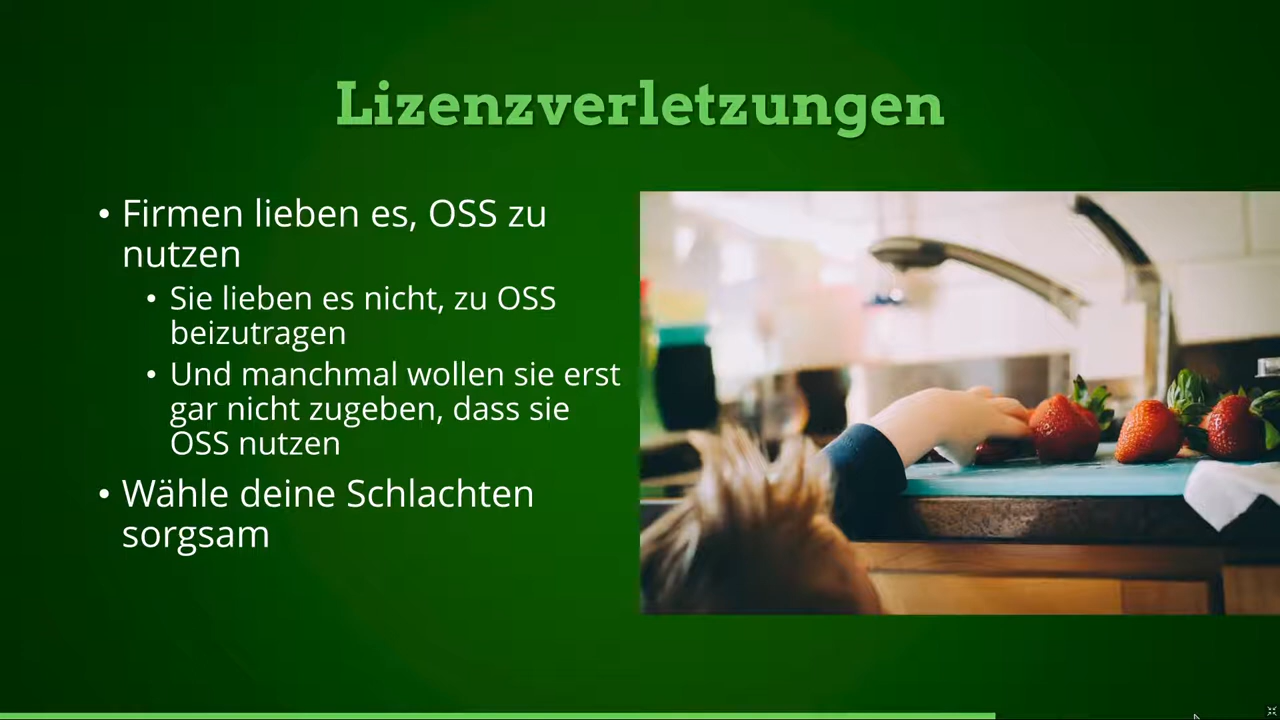 Lizenzverletzungen
• Firmen lieben es, OSS zu
nutzen
• Sie lieben es nicht, zu OSS
beizutragen
• Und manchmal wollen sie erst
gar nicht zugeben, dass sie
OSS nutzen
• Wähle deine Schlachten
sorgsam